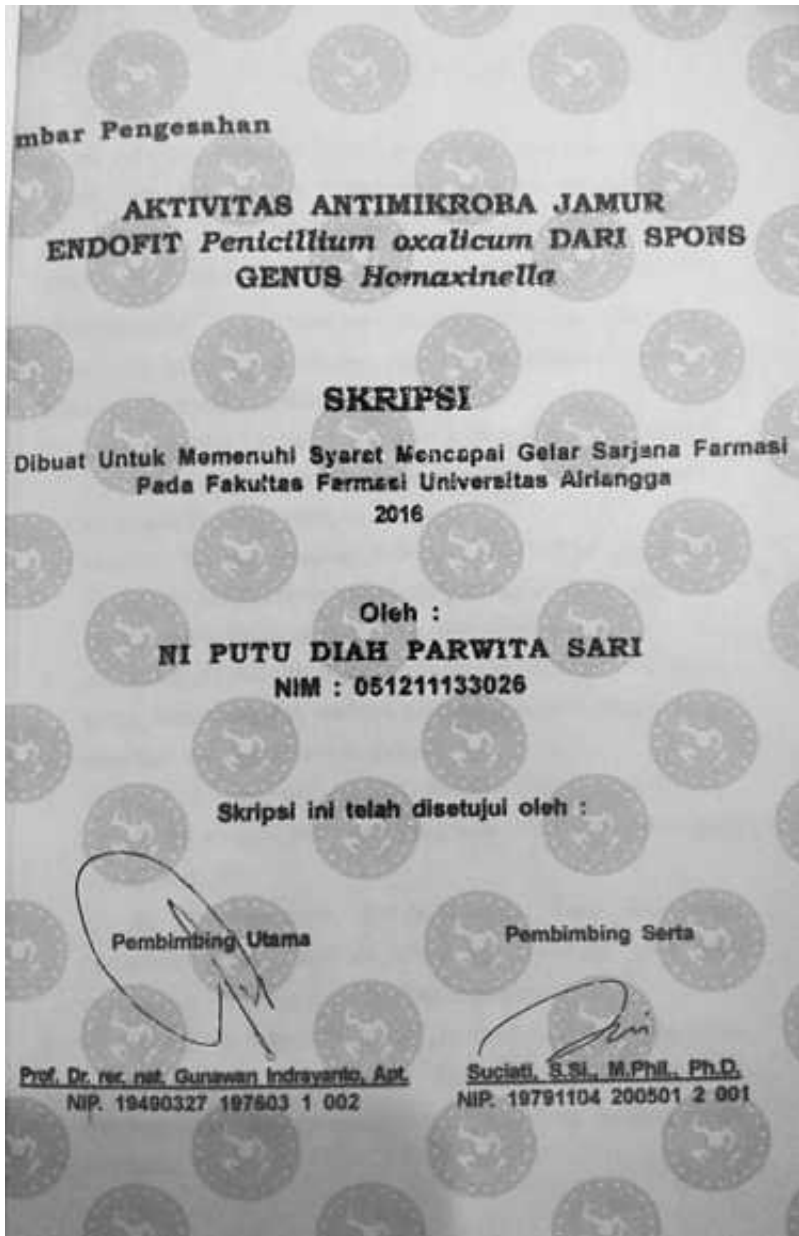 mbar Pengesahan
AKTIVITAS ANTIMIKROBA JAMUR
ENDOFIT Penicillium oxalicum DARI SPONS
GENUS Homaxinella
SKRIPSI
Dibuat Untuk Memenuhi Syarat Mencapai Gelar Sarjana Farmasi
Pada Fakultas Farmasi Universitas Airlangga
2016
Oleh :
NI PUTU DIAH PARWITA SARI
NIM : 051211133026
Skripsi ini telah disetujui oleh :
Pembimbing Utama
Pembimbing Serta
Prof. Dr. rer. nat. Gunawan Indrayanto, Apt.
NIP. 19490327 197603 1 002
Suciati, S.Si., M.Phil., Ph.D.
NIP. 19791104 200501 2 001